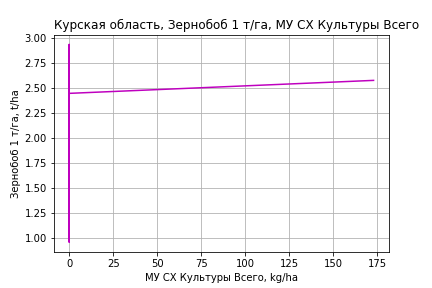 Курская область, Зернобоб 1 т/га, МУ СХ Культуры Всего
3.00
2.75
2.50
2.25
2.00
1.75
1.50
1.25
1.00
Зернобоб 1 т/га, t/ha
0 25 50 75 100 125 150 175
МУ СХ Культуры Всего, kg/ha